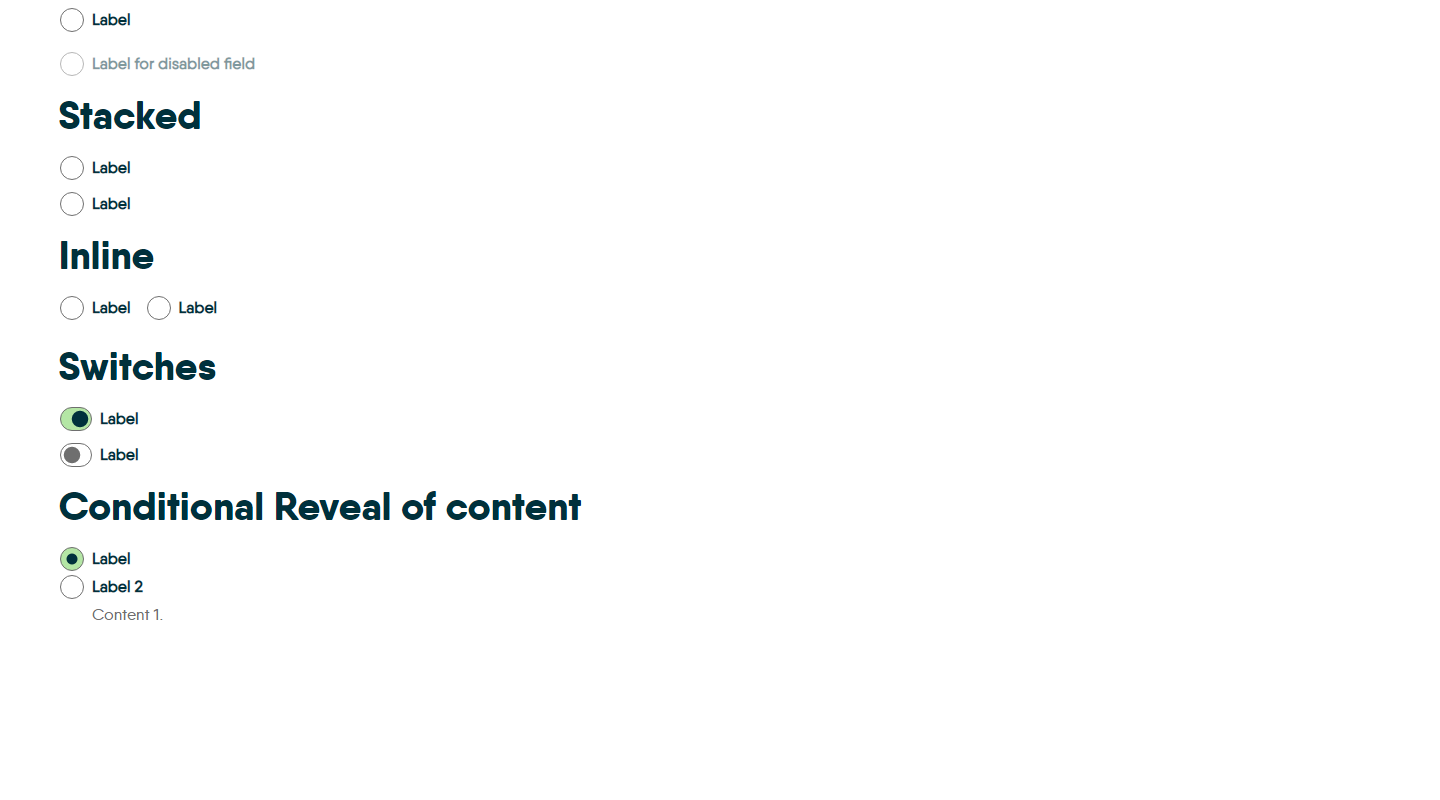 Label
Label for disabled field
Stacked
Label
Label
Inline
Label Label
Switches
Label
Label
Conditional Reveal of content
Label
Label 2
Content 1.